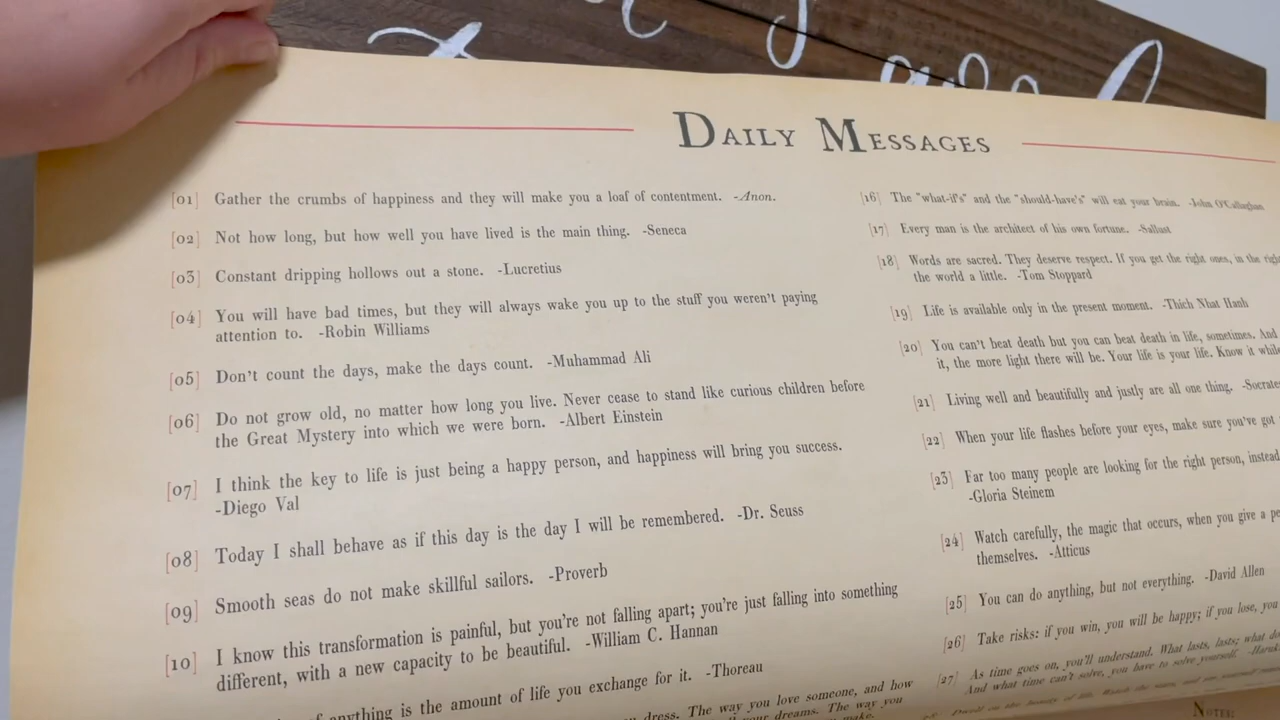 DAILY MESSAGES
[01] Gather the crumbs of happiness and they will make you a loaf of contentment. -Anon.
[02] Not how long, but how well you have lived is the main thing. -Seneca
[03] Constant dripping hollows out a stone. -Lucretius
[04] You will have bad times, but they will always wake you up to the stuff you weren't paying
attention to. -Robin Williams
[05] Don't count the days, make the days count. -Muhammad Ali
[06] Do not grow old, no matter how long you live. Never cease to stand like curious children before
the Great Mystery into which we were born. -Albert Einstein
[07] I think the key to life is just being a happy person, and happiness will bring you success.
-Diego Val
[08] Today I shall behave as if this day is the day I will be remembered. -Dr. Seuss
[09] Smooth seas do not make skillful sailors. -Proverb
[10] I know this transformation is painful, but you're not falling apart; you're just falling into something
different, with a new capacity to be beautiful. -William C. Hannan
of anything is the amount of life you exchange for it. -Thoreau
dress. The way you love someone, and how
your dreams. The way you
make.
[16] The "what-if's" and the "should-have's" will eat your brain. -John O'Callaghan
[17] Every man is the architect of his own fortune. -Sallust
[18] Words are sacred. They deserve respect. If you get the right ones, in the
the world a little. -Tom Stoppard
[19] Life is available only in the present moment. -Thich Nhat Hanh
[20] You can't beat death but you can beat death in life, sometimes. And
it, the more light there will be. Your life is your life. Know it while
[21] Living well and beautifully and justly are all one thing. -Socrates
[22] When your life flashes before your eyes, make sure you've got
[23] Far too many people are looking for the right person, instead
-Gloria Steinem
[24] Watch carefully, the magic that occurs, when you give a
themselves. -Atticus
[25] You can do anything, but not everything. -David Allen
[26] Take risks: if you win, you will be happy; if you lose, you
[27] As time goes on, you'll understand. What lasts, lasts; what
And what time can't solve, you have to solve yourself.
NOTES: